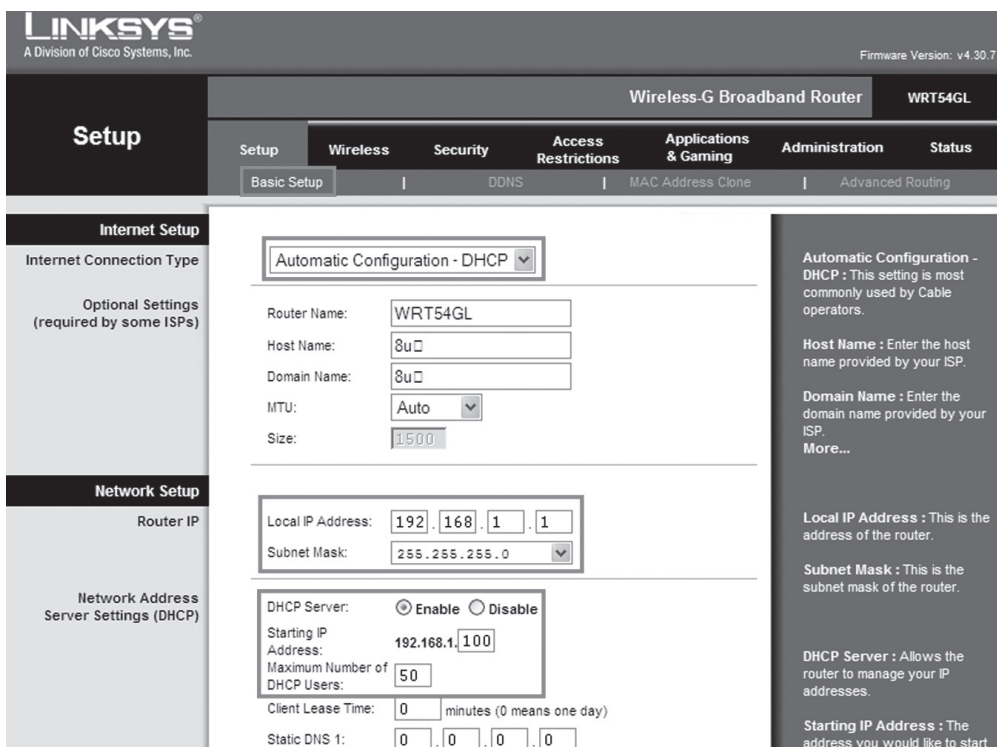 LINKSYS®
A Division of Cisco Systems, Inc.
Firmware Version: v4.30.7
Wireless-G Broadband Router WRT54GL
Setup
Setup Wireless Security Access Restrictions Applications & Gaming Administration Status
Basic Setup | DDNS | MAC Address Clone | Advanced Routing
Internet Setup
Internet Connection Type
Automatic Configuration - DHCP
Optional Settings
(required by some ISPs)
Router Name: WRT54GL
Host Name: 8u□
Domain Name: 8u□
MTU: Auto
Size: 1500
Network Setup
Router IP
Local IP Address: 192 . 168 . 1 . 1
Subnet Mask: 255.255.255.0
Network Address
Server Settings (DHCP)
DHCP Server: Enable Disable
Starting IP
Address: 192.168.1. 100
Maximum Number of
DHCP Users: 50
Client Lease Time: 0 minutes (0 means one day)
Static DNS 1: 0 . 0 . 0 . 0
Automatic Configuration -
DHCP : This setting is most
commonly used by Cable
operators.
Host Name : Enter the host
name provided by your ISP.
Domain Name : Enter the
domain name provided by your
ISP.
More...
Local IP Address : This is the
address of the router.
Subnet Mask : This is the
subnet mask of the router.
DHCP Server : Allows the
router to manage your IP
addresses.
Starting IP Address : The
address you would like to start